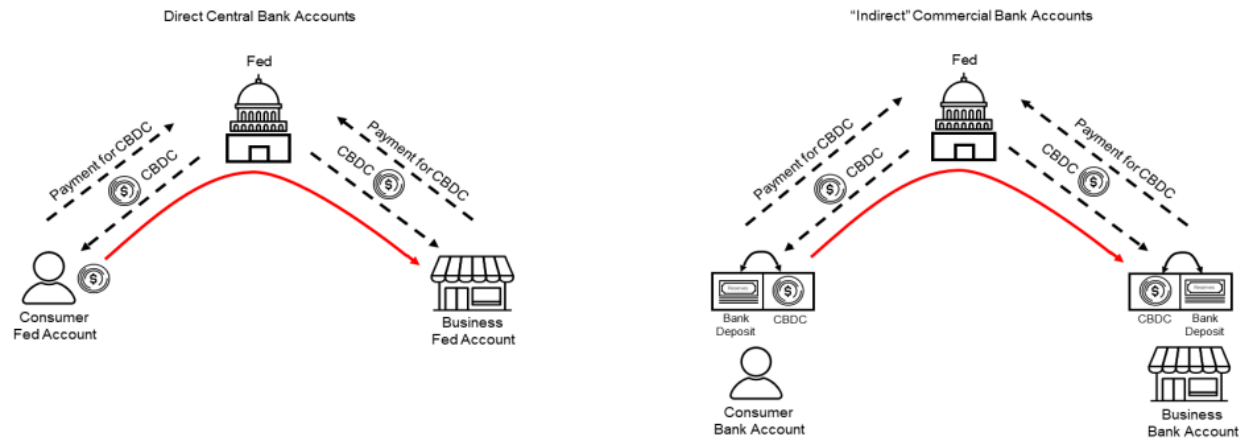 Direct Central Bank Accounts
Fed
Payment for CBDC
CBDC
$
CBDC
$
Payment for CBDC
$
Consumer
Fed Account
Business
Fed Account
“Indirect” Commercial Bank Accounts
Fed
Payment for CBDC
CBDC
$
CBDC
$
Payment for CBDC
Reserves
$
Bank
Deposit
CBDC
$
Reserves
CBDC
Bank
Deposit
Consumer
Bank Account
Business
Bank Account